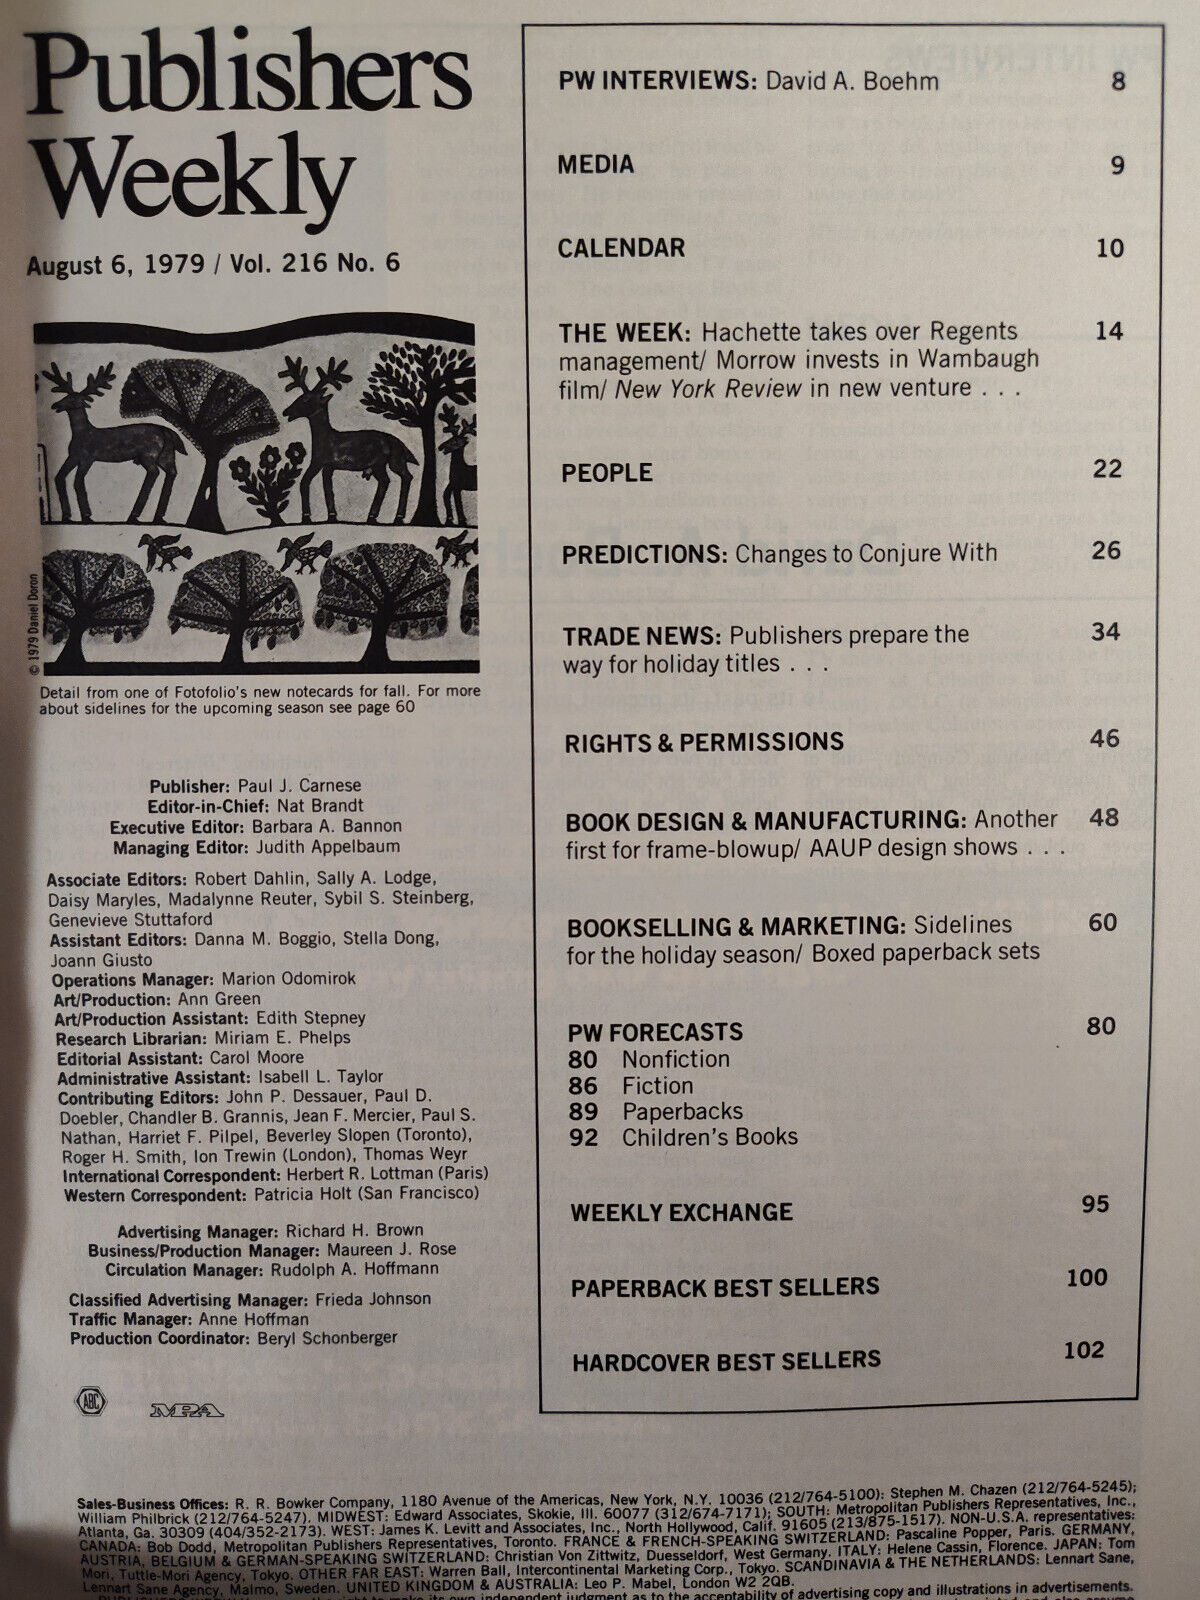 Publishers
Weekly
August 6, 1979 / Vol. 216 No. 6
© 1979 Daniel Doron
Detail from one of Fotofolio's new notecards for fall. For more
about sidelines for the upcoming season see page 60
Publisher: Paul J. Carnese
Editor-in-Chief: Nat Brandt
Executive Editor: Barbara A. Bannon
Managing Editor: Judith Appelbaum
Associate Editors: Robert Dahlin, Sally A. Lodge,
Daisy Maryles, Madalynne Reuter, Sybil S. Steinberg,
Genevieve Stuttaford
Assistant Editors: Danna M. Boggio, Stella Dong,
Joann Giusto
Operations Manager: Marion Odomirok
Art/Production: Ann Green
Art/Production Assistant: Edith Stepney
Research Librarian: Miriam E. Phelps
Editorial Assistant: Carol Moore
Administrative Assistant: Isabell L. Taylor
Contributing Editors: John P. Dessauer, Paul D.
Doebler, Chandler B. Grannis, Jean F. Mercier, Paul S.
Nathan, Harriet F. Pilpel, Beverley Slopen (Toronto),
Roger H. Smith, Ion Trewin (London), Thomas Weyr
International Correspondent: Herbert R. Lottman (Paris)
Western Correspondent: Patricia Holt (San Francisco)
Advertising Manager: Richard H. Brown
Business/Production Manager: Maureen J. Rose
Circulation Manager: Rudolph A. Hoffmann
Classified Advertising Manager: Frieda Johnson
Traffic Manager: Anne Hoffman
Production Coordinator: Beryl Schonberger
ABC MPA
PW INTERVIEWS: David A. Boehm 8
MEDIA 9
CALENDAR 10
THE WEEK: Hachette takes over Regents 14
management/ Morrow invests in Wambaugh
film/ New York Review in new venture . . .
PEOPLE 22
PREDICTIONS: Changes to Conjure With 26
TRADE NEWS: Publishers prepare the 34
way for holiday titles . . .
RIGHTS & PERMISSIONS 46
BOOK DESIGN & MANUFACTURING: Another 48
first for frame-blowup/ AAUP design shows . . .
BOOKSELLING & MARKETING: Sidelines 60
for the holiday season/ Boxed paperback sets
PW FORECASTS 80
80 Nonfiction
86 Fiction
89 Paperbacks
92 Children's Books
WEEKLY EXCHANGE 95
PAPERBACK BEST SELLERS 100
HARDCOVER BEST SELLERS 102
Sales-Business Offices: R. R. Bowker Company, 1180 Avenue of the Americas, New York, N.Y. 10036 (212/764-5100): Stephen M. Chazen (212/764-5245);
William Philbrick (212/764-5247). MIDWEST: Edward Associates, Skokie, Ill. 60077 (312/674-7171); SOUTH: Metropolitan Publishers Representatives, Inc.,
Atlanta, Ga. 30309 (404/352-2173). WEST: James K. Levitt and Associates, Inc., North Hollywood, Calif. 91605 (213/875-1517). NON-U.S.A. representatives:
CANADA: Bob Dodd, Metropolitan Publishers Representatives, Toronto. FRANCE & FRENCH-SPEAKING SWITZERLAND: Pascaline Popper, Paris. GERMANY,
AUSTRIA, BELGIUM & GERMAN-SPEAKING SWITZERLAND: Christian Von Zittwitz, Duesseldorf, West Germany. ITALY: Helene Cassin, Florence. JAPAN: Tom
Mori, Tuttle-Mori Agency, Tokyo. OTHER FAR EAST: Warren Ball, Intercontinental Marketing Corp., Tokyo. SCANDINAVIA & THE NETHERLANDS: Lennart Sane,
Lennart Sane Agency, Malmo, Sweden. UNITED KINGDOM & AUSTRALIA: Leo P. Mabel, London W2 2QB.
its own independent judgment as to the acceptability of advertising copy and illustrations in advertisements.